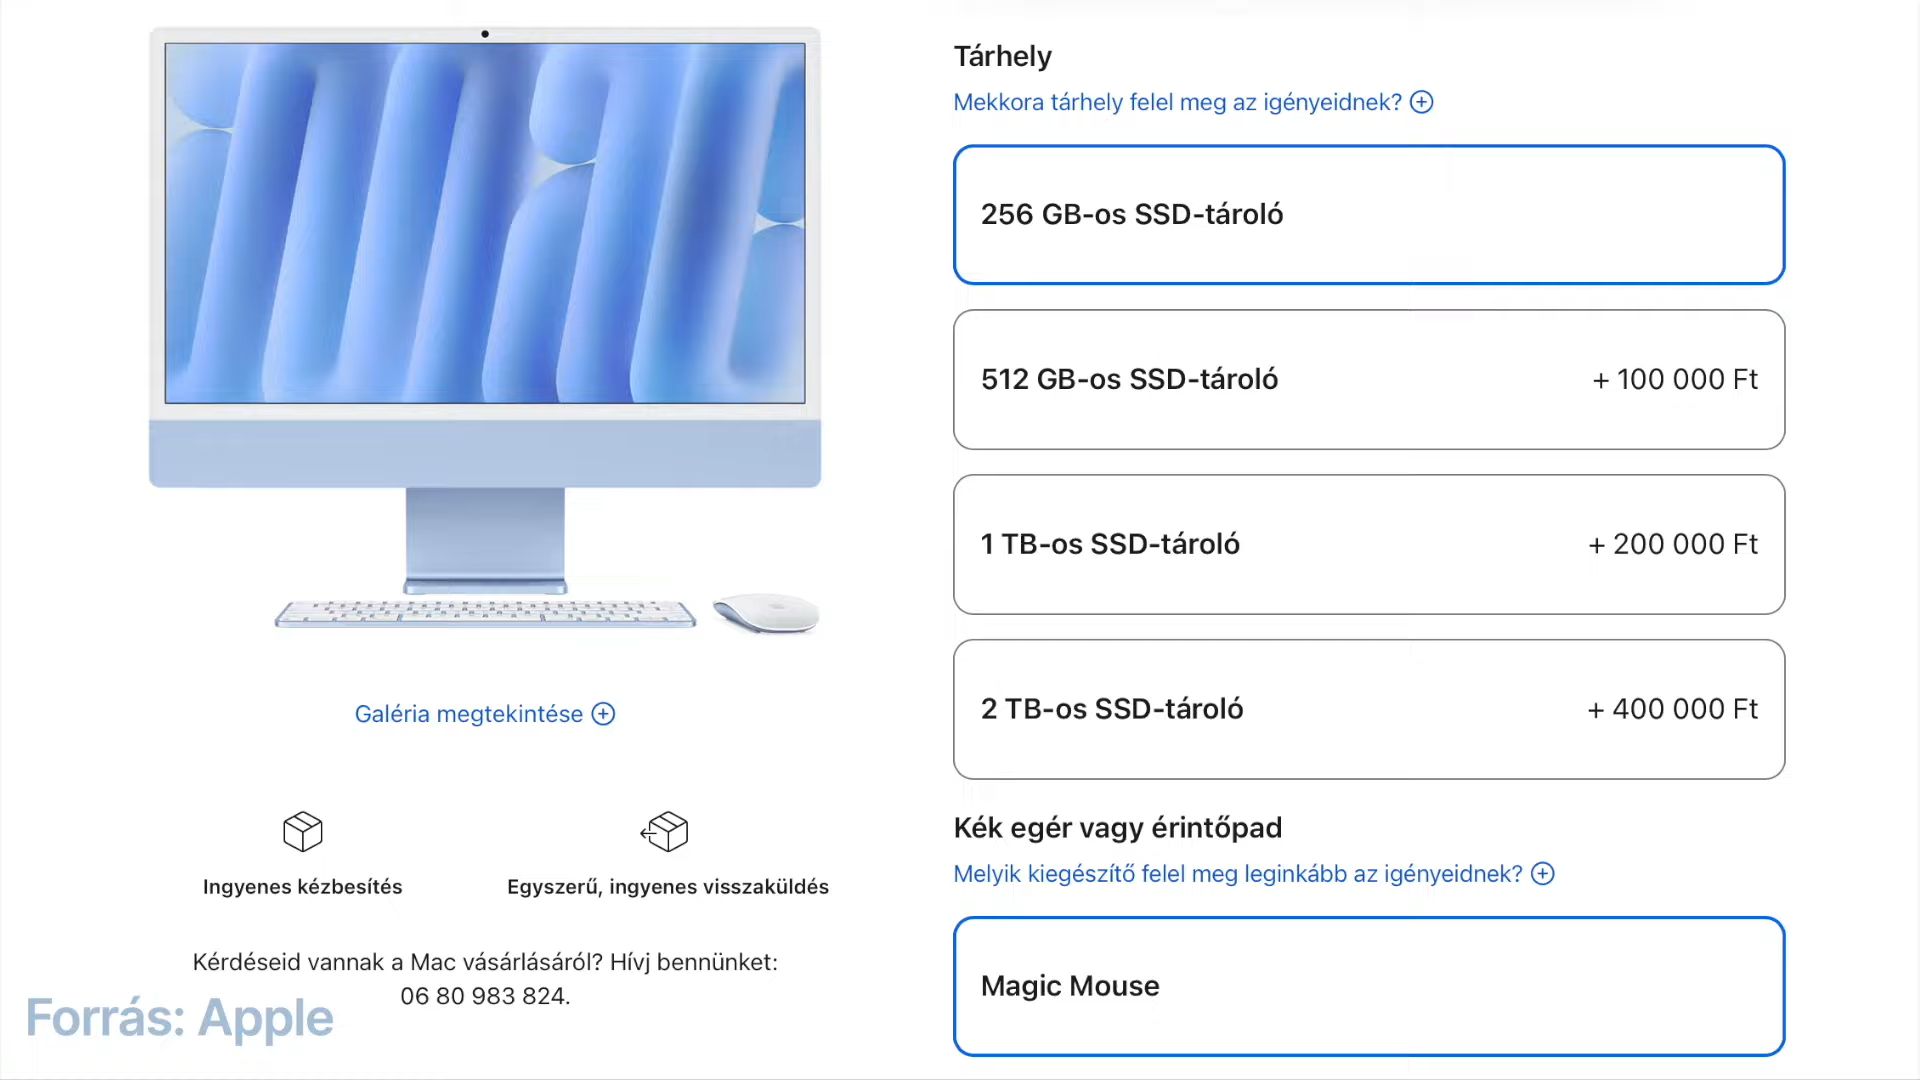 Tárhely
Mekkora tárhely felel meg az igényeidnek?
256 GB-os SSD-tároló
512 GB-os SSD-tároló + 100 000 Ft
1 TB-os SSD-tároló + 200 000 Ft
2 TB-os SSD-tároló + 400 000 Ft
Kék egér vagy érintőpad
Melyik kiegészítő felel meg leginkább az igényeidnek?
Magic Mouse
Galéria megtekintése
Ingyenes kézbesítés
Egyszerű, ingyenes visszaküldés
Kérdéseid vannak a Mac vásárlásáról? Hívj bennünket:
06 80 983 824.
Forrás: Apple